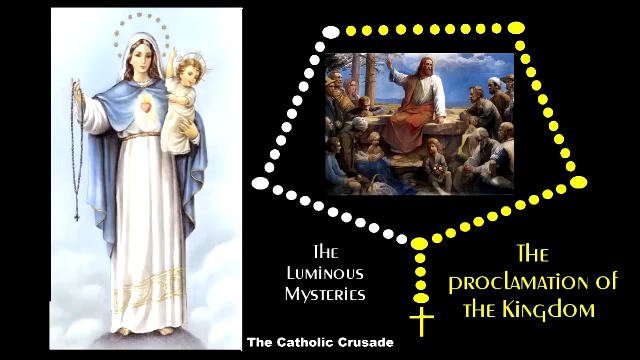 The
Luminous
Mysteries
The
proclamation of
the Kingdom
The Catholic Crusade